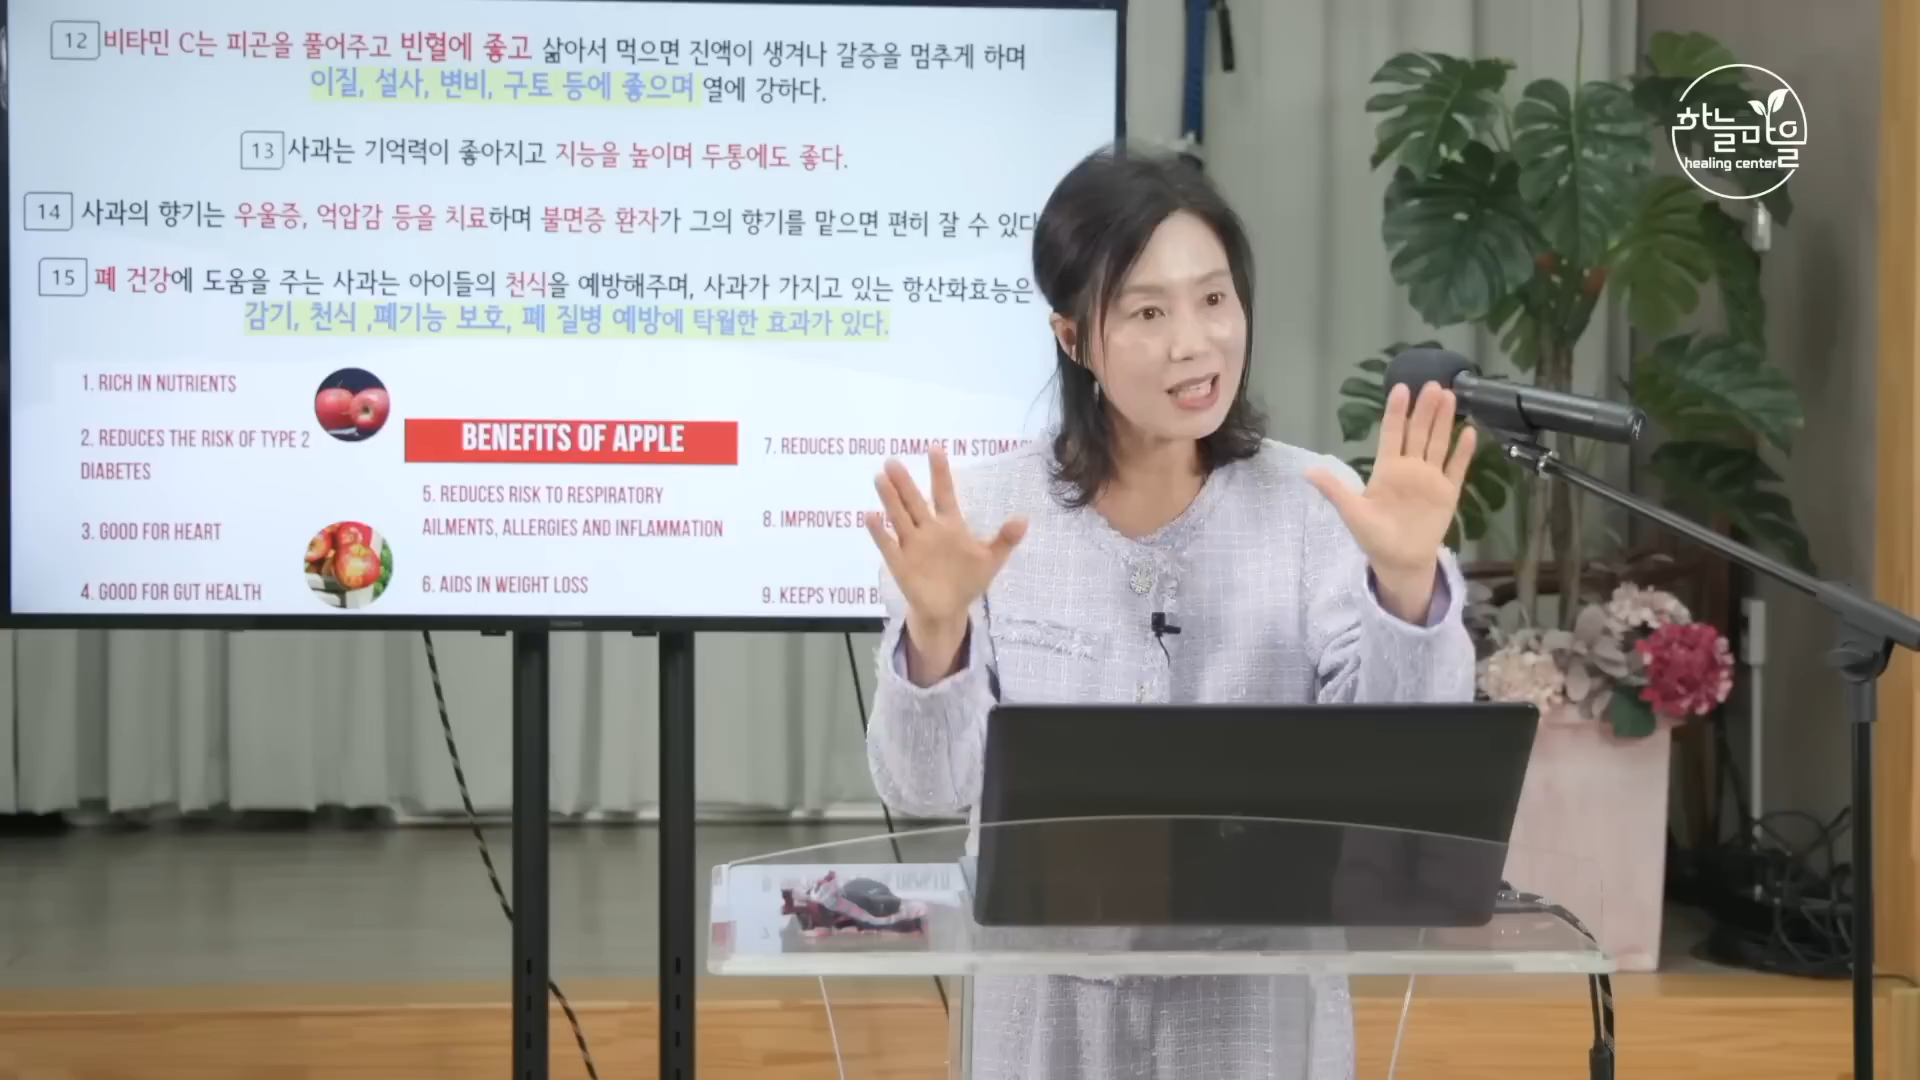 12 비타민 C는 피곤을 풀어주고 빈혈에 좋고 삶아서 먹으면 진액이 생겨나 갈증을 멈추게 하며
이질, 설사, 변비, 구토 등에 좋으며 열에 강하다.
13 사과는 기억력이 좋아지고 지능을 높이며 두통에도 좋다.
14 사과의 향기는 우울증, 억압감 등을 치료하며 불면증 환자가 그의 향기를 맡으면 편히 잘 수 있다
15 폐 건강에 도움을 주는 사과는 아이들의 천식을 예방해주며, 사과가 가지고 있는 항산화효능은
감기, 천식 ,폐기능 보호, 폐 질병 예방에 탁월한 효과가 있다.
1. RICH IN NUTRIENTS
2. REDUCES THE RISK OF TYPE 2
DIABETES
3. GOOD FOR HEART
4. GOOD FOR GUT HEALTH
BENEFITS OF APPLE
5. REDUCES RISK TO RESPIRATORY
AILMENTS, ALLERGIES AND INFLAMMATION
6. AIDS IN WEIGHT LOSS
7. REDUCES DRUG DAMAGE IN
8. IMPROVES
9. KEEPS YOUR
하늘마을
healing center